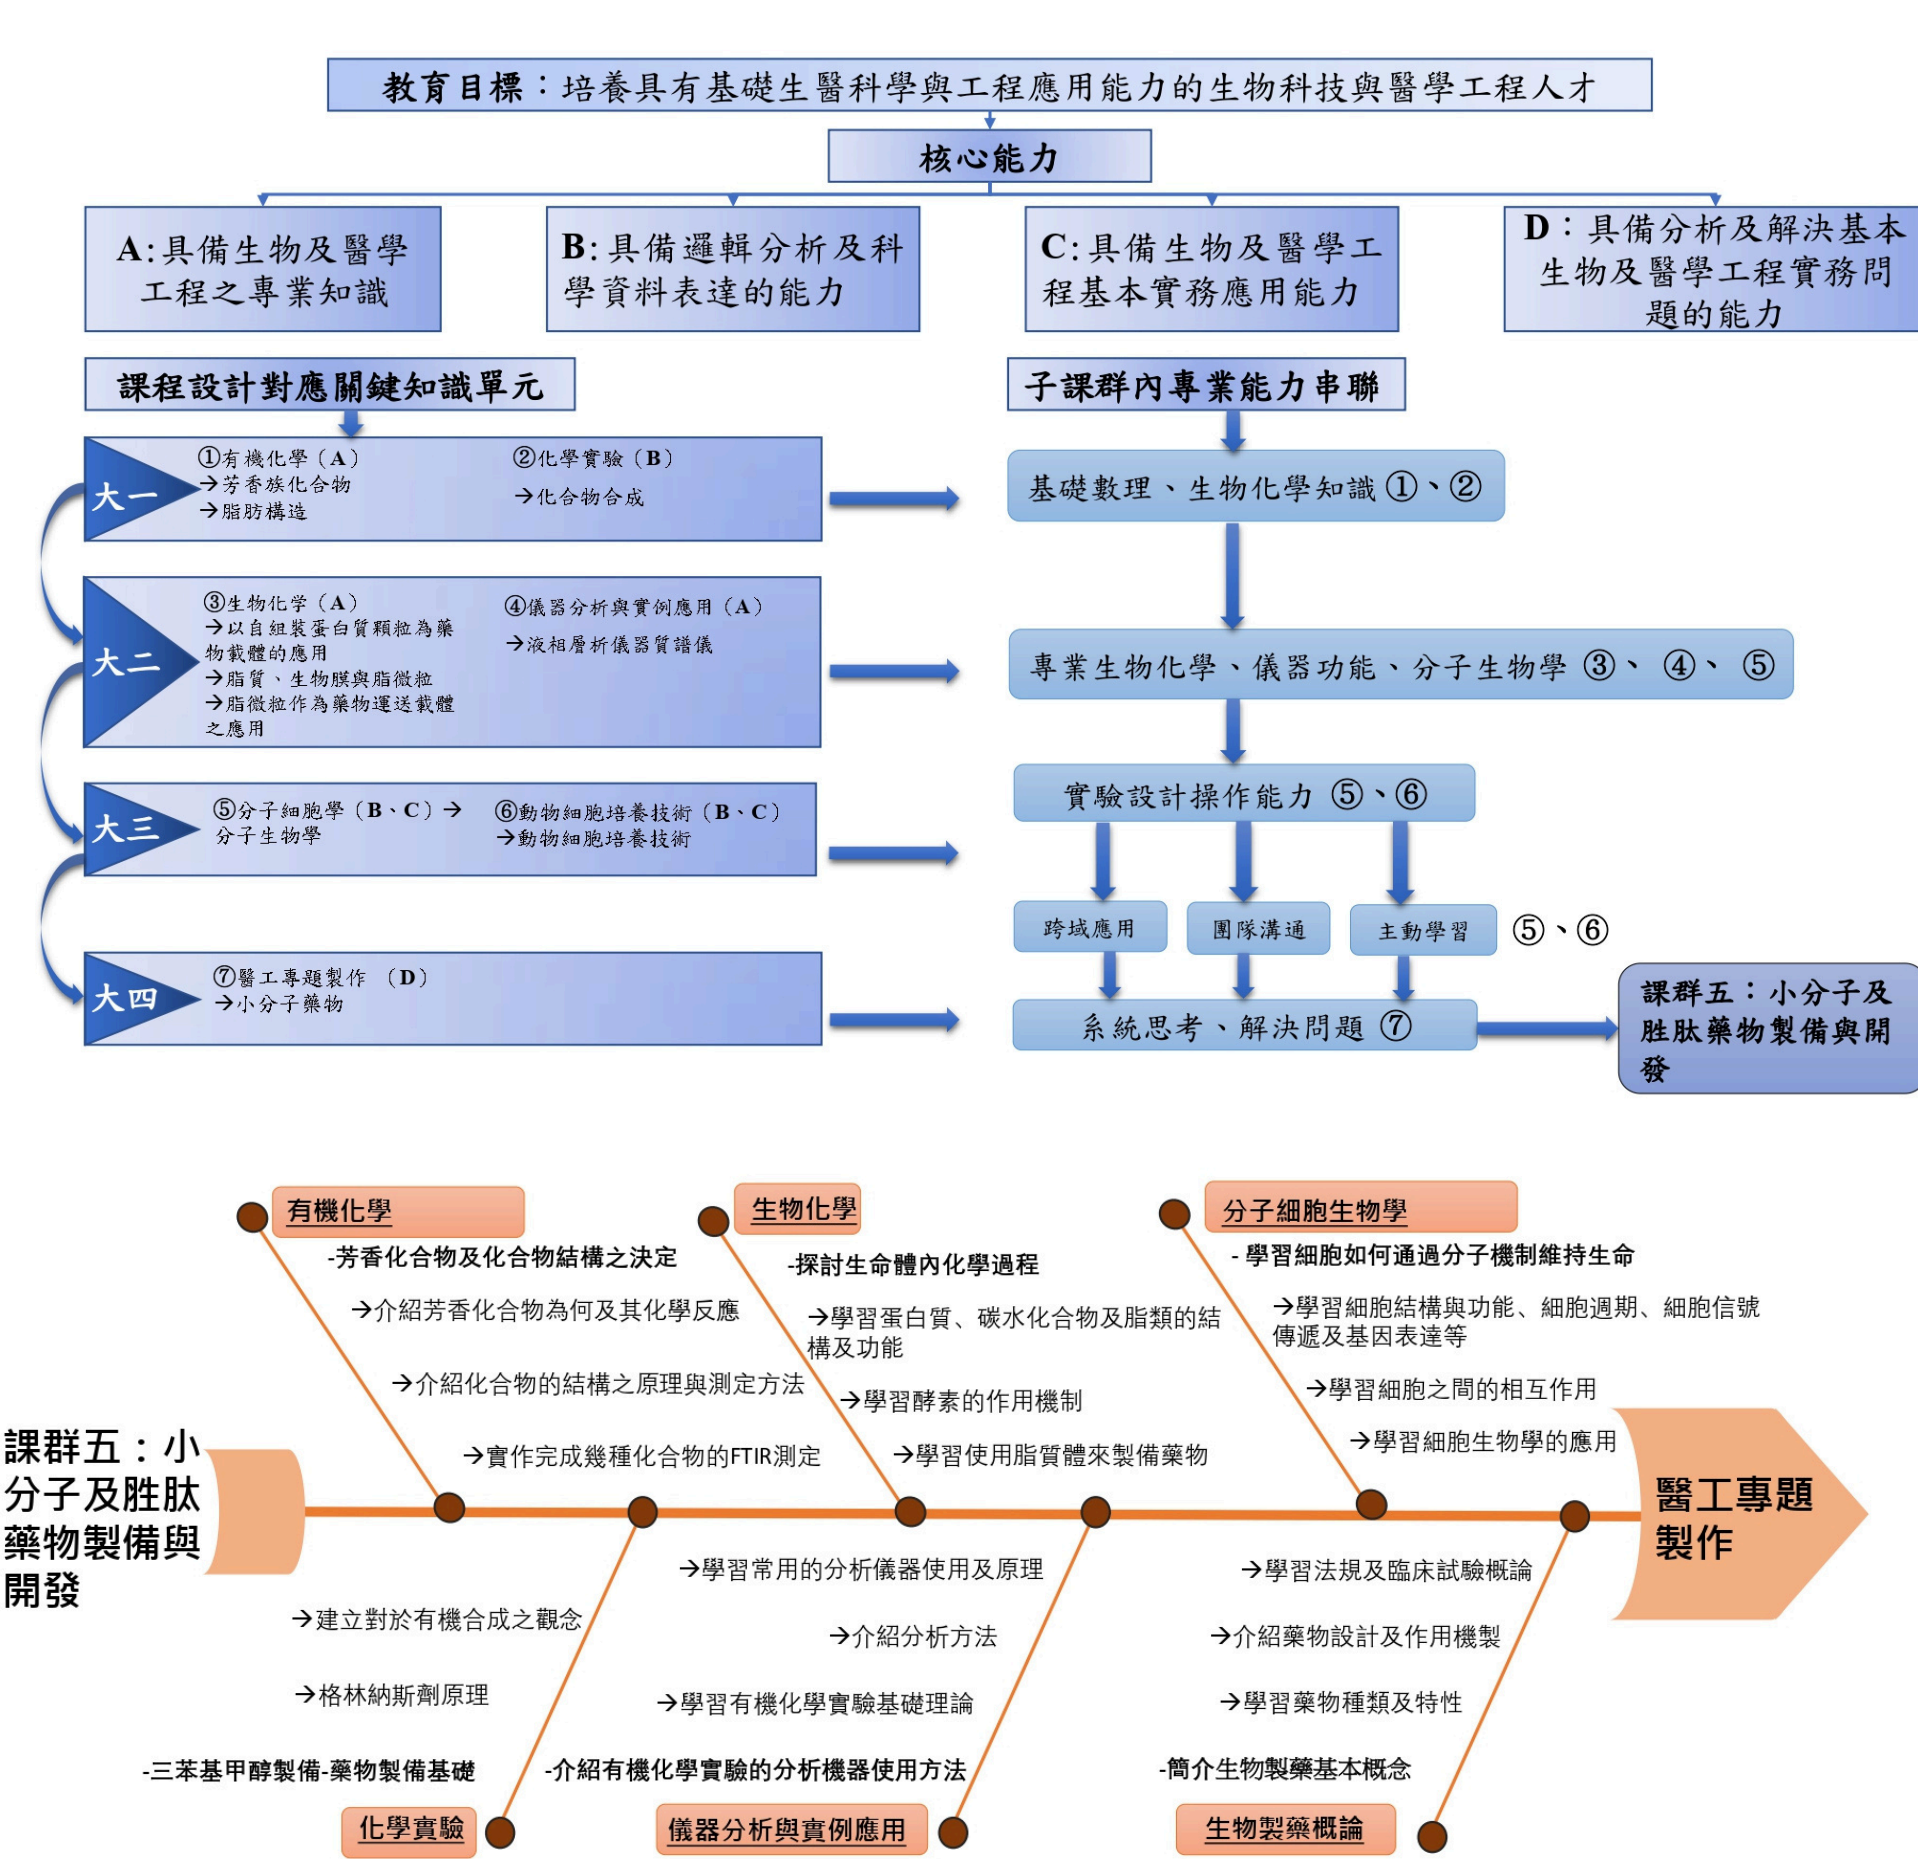 教育目標：培養具有基礎生醫科學與工程應用能力的生物科技與醫學工程人才
核心能力
A:具備生物及醫學
工程之專業知識
B:具備邏輯分析及科
學資料表達的能力
C:具備生物及醫學工
程基本實務應用能力
D：具備分析及解決基本
生物及醫學工程實務問
題的能力
課程設計對應關鍵知識單元
大一
①有機化學（A）
→芳香族化合物
→脂肪構造
②化學實驗（B）
→化合物合成
大二
③生物化学（A）
→以自組裝蛋白質顆粒為藥
物載體的應用
→脂質、生物膜與脂微粒
→脂微粒作為藥物運送載體
之應用
④儀器分析與實例應用（A）
→液相層析儀器質譜儀
大三
⑤分子細胞學（B、C）→
分子生物學
⑥動物細胞培養技術（B、C）
→動物細胞培養技術
大四
⑦醫工專題製作 （D）
→小分子藥物
子課群內專業能力串聯
基礎數理、生物化學知識 ①、②
專業生物化學、儀器功能、分子生物學 ③、 ④、 ⑤
實驗設計操作能力 ⑤、⑥
跨域應用
團隊溝通
主動學習
⑤、⑥
系統思考、解決問題 ⑦
課群五：小分子及
胜肽藥物製備與開
發
有機化學
-芳香化合物及化合物結構之決定
→介紹芳香化合物為何及其化學反應
→介紹化合物的結構之原理與測定方法
→實作完成幾種化合物的FTIR測定
生物化學
-探討生命體內化學過程
→學習蛋白質、碳水化合物及脂類的結
構及功能
→學習酵素的作用機制
→學習使用脂質體來製備藥物
分子細胞生物學
- 學習細胞如何通過分子機制維持生命
→學習細胞結構與功能、細胞週期、細胞信號
傳遞及基因表達等
→學習細胞之間的相互作用
→學習細胞生物學的應用
課群五：小
分子及胜肽
藥物製備與
開發
醫工專題
製作
→建立對於有機合成之觀念
→格林納斯劑原理
-三苯基甲醇製備-藥物製備基礎
化學實驗
→學習常用的分析儀器使用及原理
→介紹分析方法
→學習有機化學實驗基礎理論
-介紹有機化學實驗的分析機器使用方法
儀器分析與實例應用
→學習法規及臨床試驗概論
→介紹藥物設計及作用機製
→學習藥物種類及特性
-簡介生物製藥基本概念
生物製藥概論